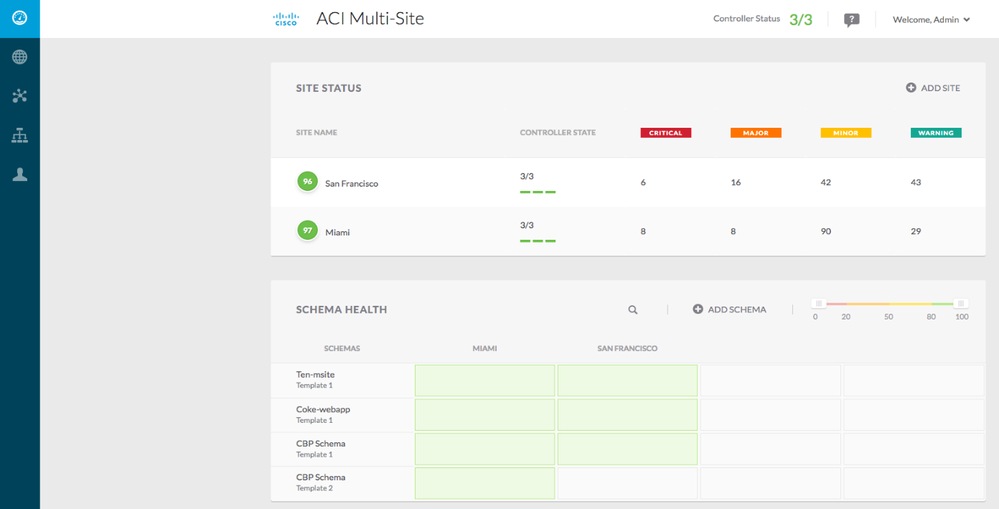 CISCO
ACI Multi-Site
Controller Status 3/3
?
Welcome, Admin
SITE STATUS
ADD SITE
SITE NAME CONTROLLER STATE CRITICAL MAJOR MINOR WARNING
96 San Francisco 3/3 6 16 42 43
97 Miami 3/3 8 8 90 29
SCHEMA HEALTH
ADD SCHEMA
0 20 50 80 100
SCHEMAS MIAMI SAN FRANCISCO
Ten-msite
Template 1
Coke-webapp
Template 1
CBP Schema
Template 1
CBP Schema
Template 2